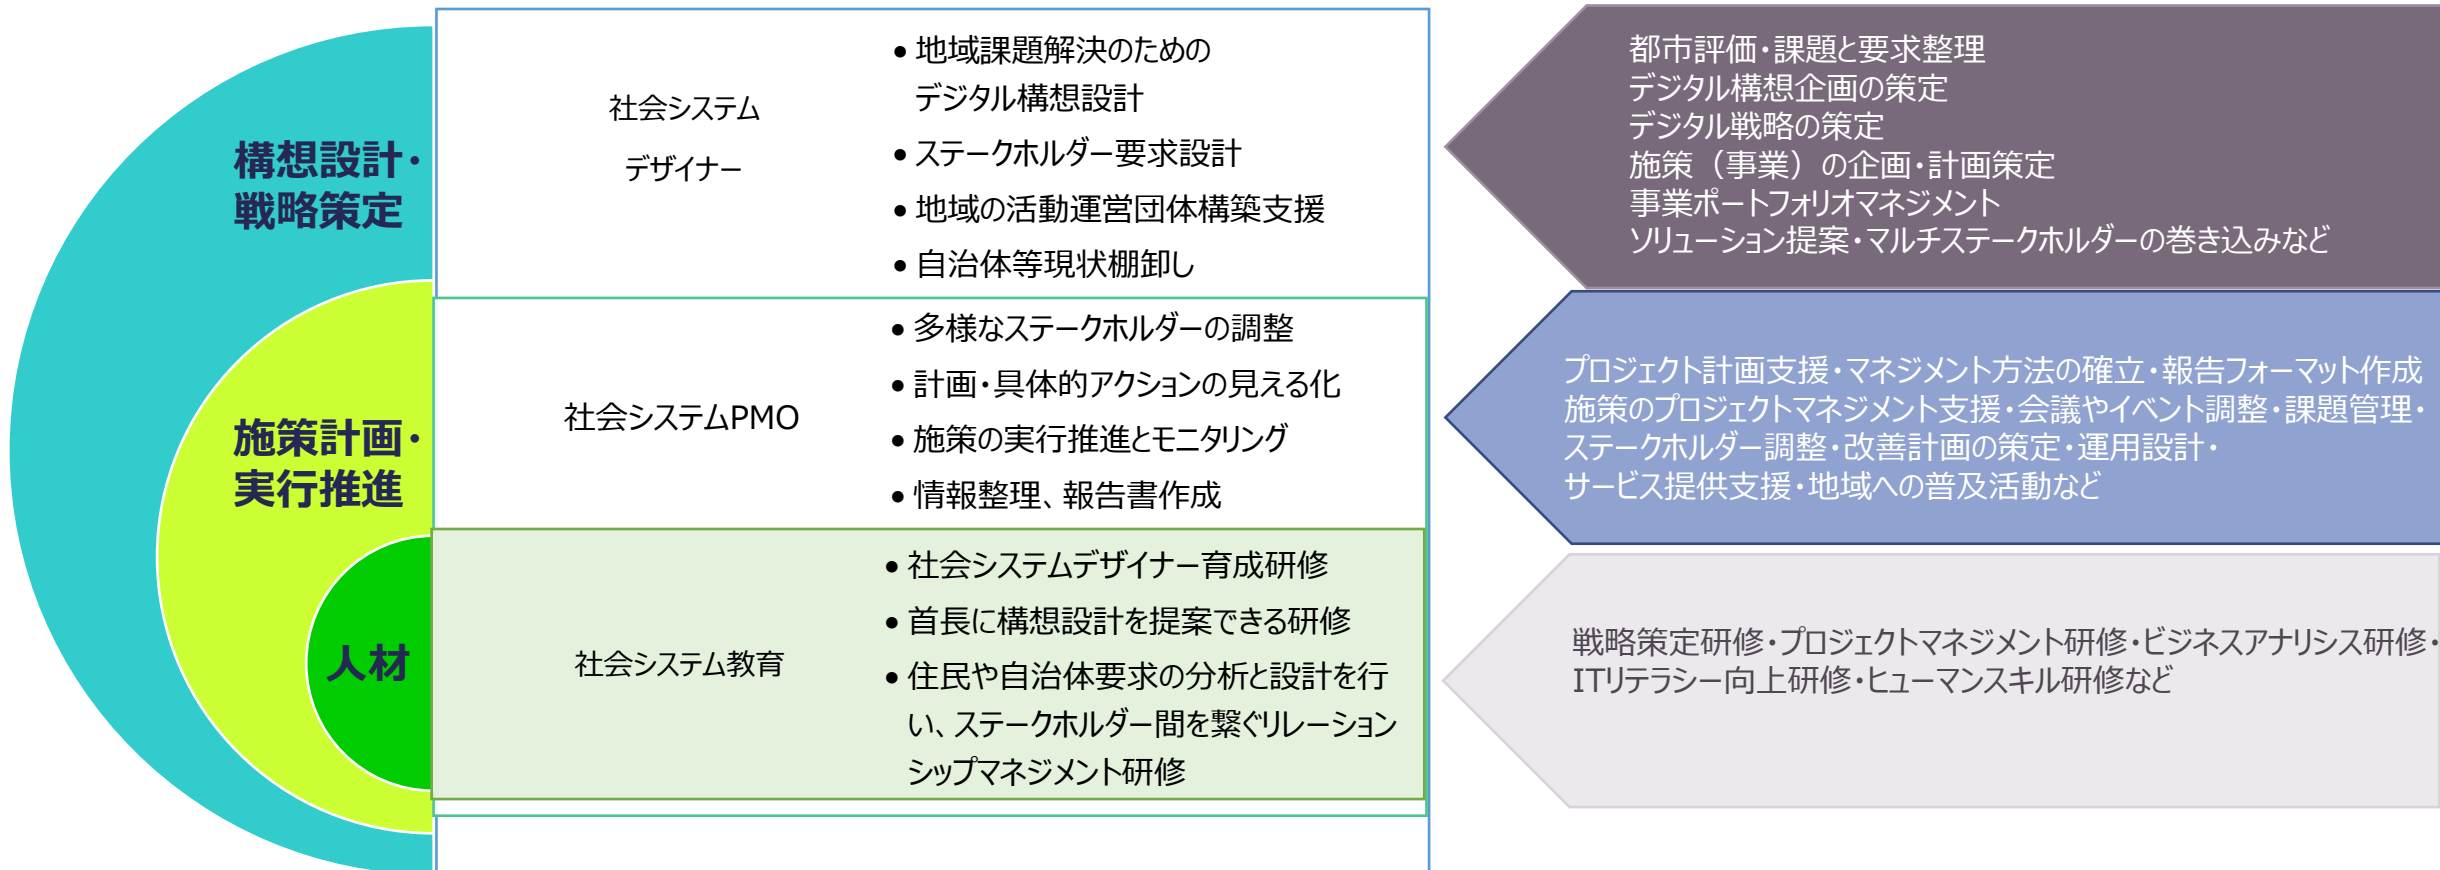 構想設計・
戦略策定
社会システム
デザイナー
• 地域課題解決のための
デジタル構想設計
• ステークホルダー要求設計
• 地域の活動運営団体構築支援
• 自治体等現状棚卸し
都市評価・課題と要求整理
デジタル構想企画の策定
デジタル戦略の策定
施策（事業）の企画・計画策定
事業ポートフォリオマネジメント
ソリューション提案・マルチステークホルダーの巻き込みなど
施策計画・
実行推進
社会システムPMO
• 多様なステークホルダーの調整
• 計画・具体的アクションの見える化
• 施策の実行推進とモニタリング
• 情報整理、報告書作成
プロジェクト計画支援・マネジメント方法の確立・報告フォーマット作成
施策のプロジェクトマネジメント支援・会議やイベント調整・課題管理・
ステークホルダー調整・改善計画の策定・運用設計・
サービス提供支援・地域への普及活動など
人材
社会システム教育
• 社会システムデザイナー育成研修
• 首長に構想設計を提案できる研修
• 住民や自治体要求の分析と設計を行
い、ステークホルダー間を繋ぐリレーション
シップマネジメント研修
戦略策定研修・プロジェクトマネジメント研修・ビジネスアナリシス研修・
ITリテラシー向上研修・ヒューマンスキル研修など